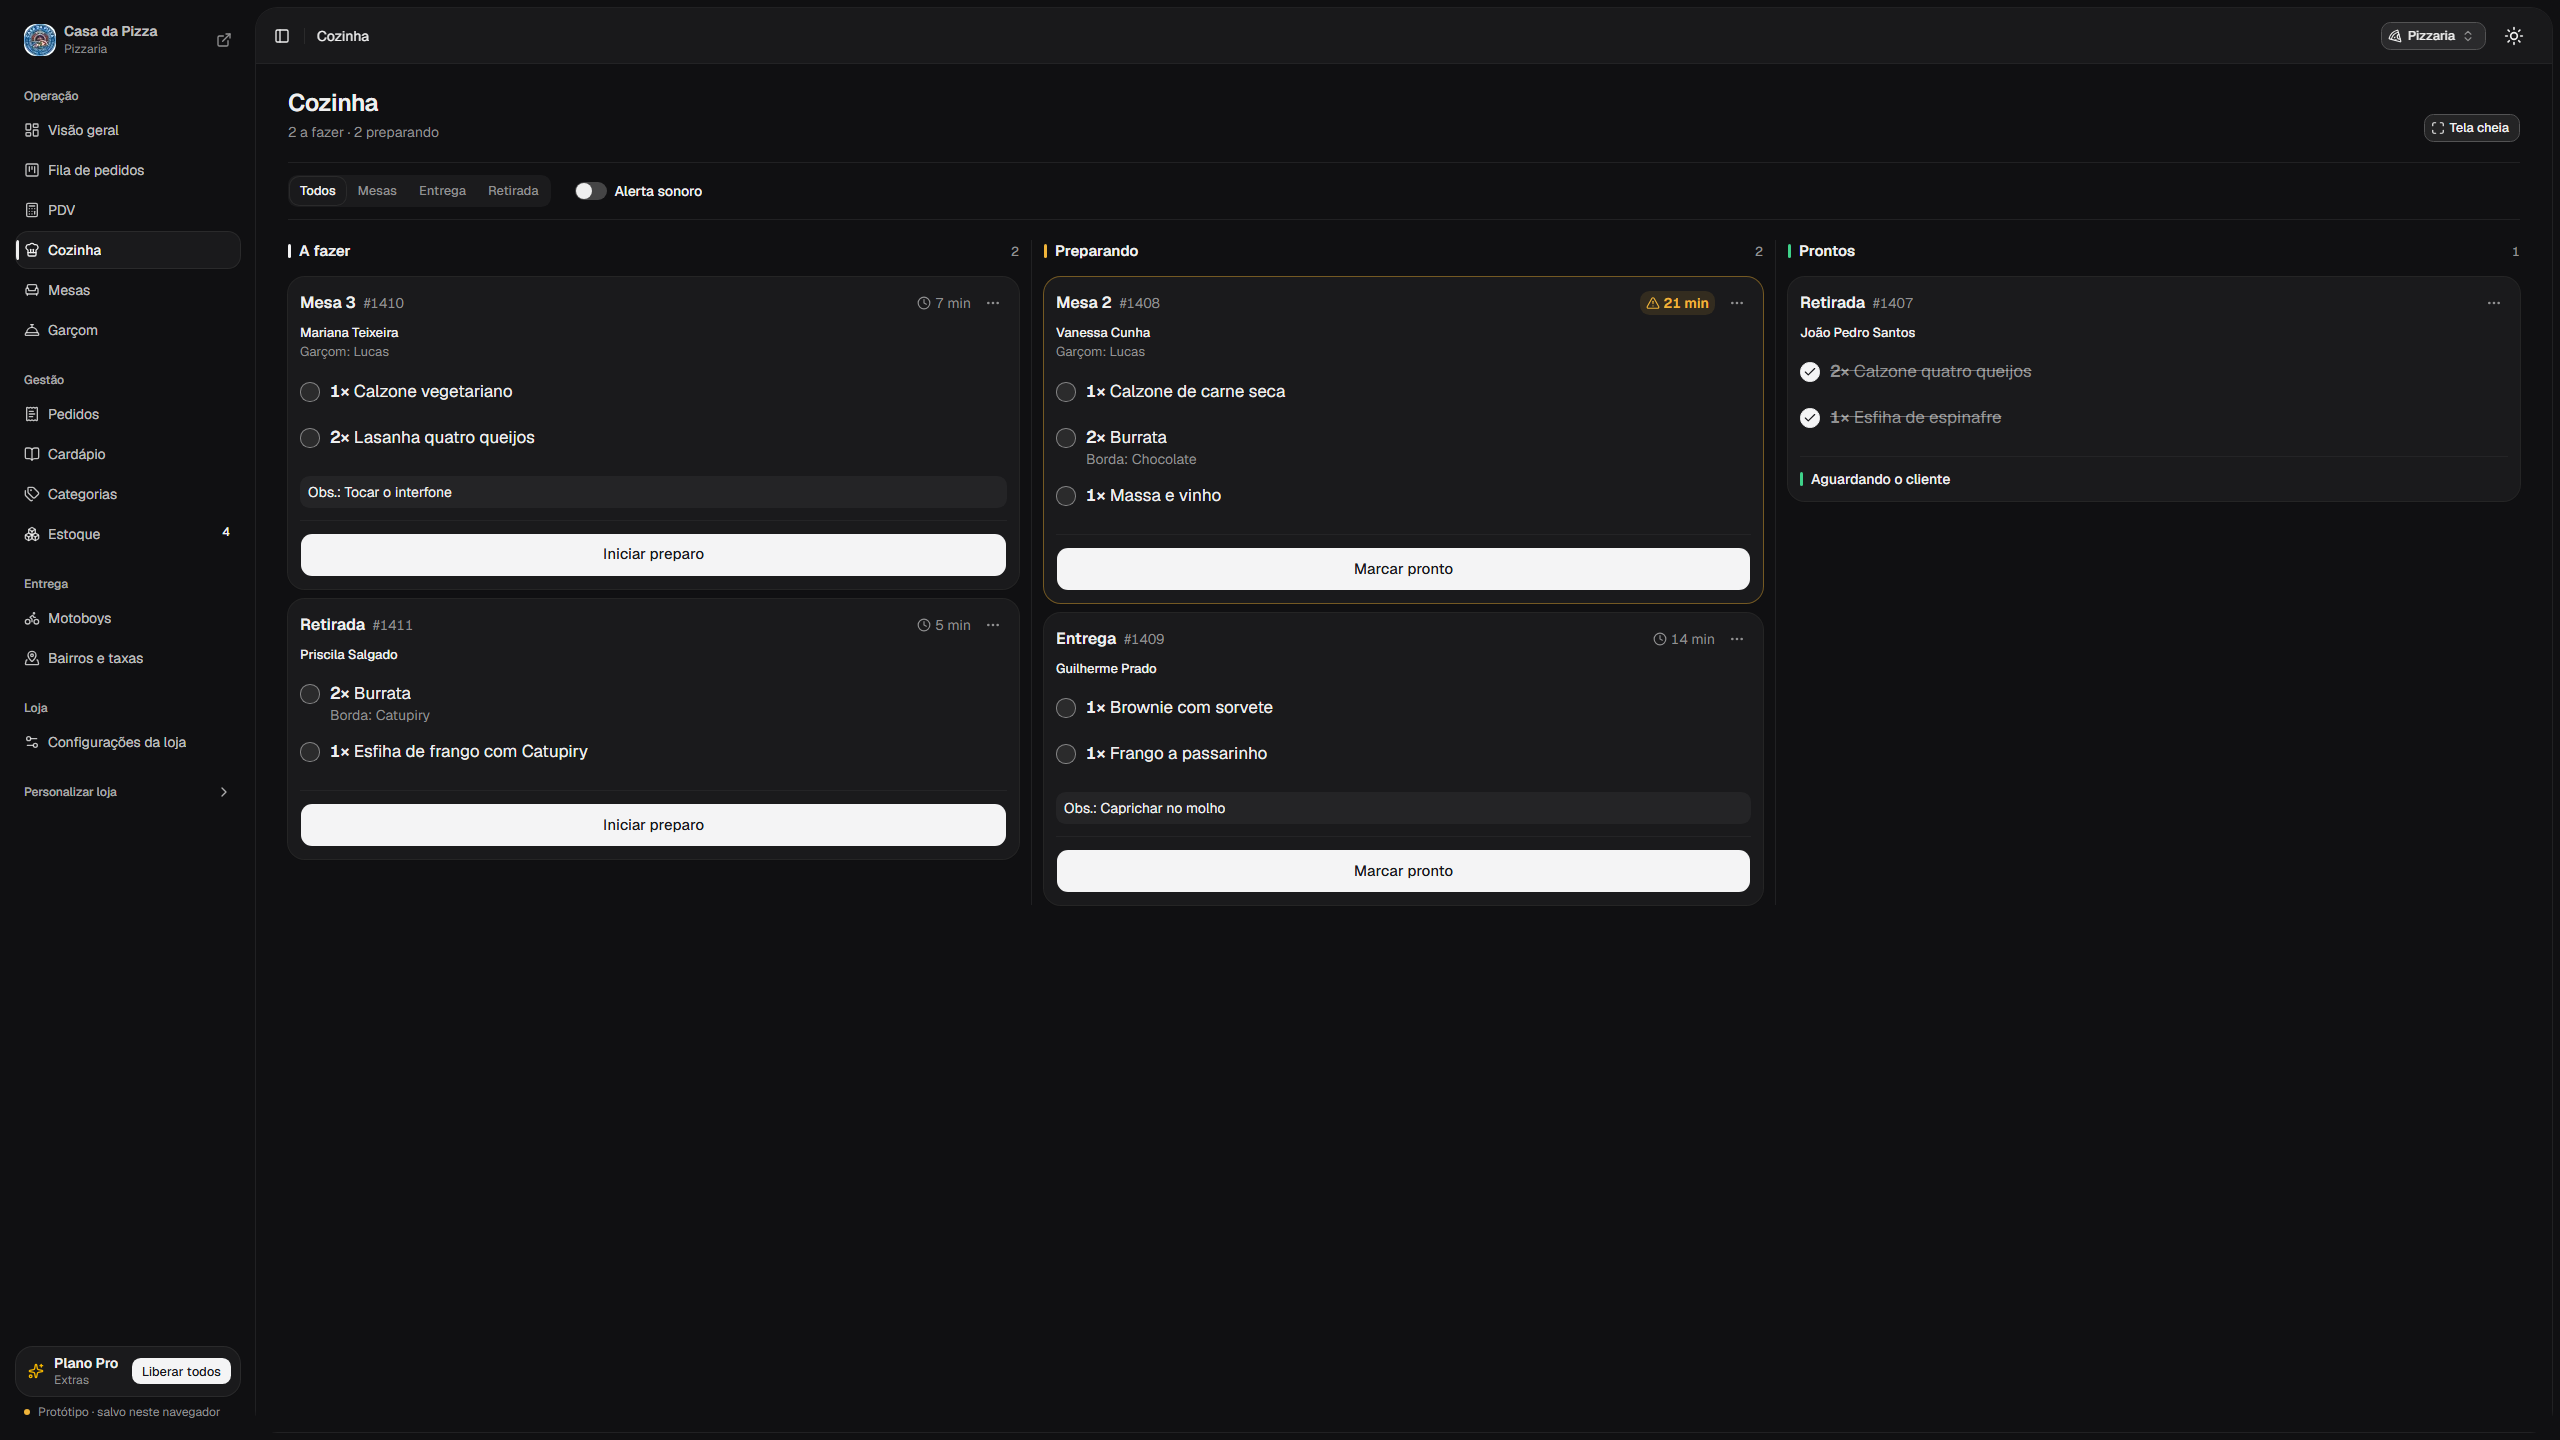 Casa da Pizza
Pizzaria
Operação
Visão geral
Fila de pedidos
PDV
Cozinha
Mesas
Garçom
Gestão
Pedidos
Cardápio
Categorias
Estoque 4
Entrega
Motoboys
Bairros e taxas
Loja
Configurações da loja
Personalizar loja
Plano Pro
Extras
Liberar todos
Protótipo · salvo neste navegador
Cozinha
Pizzaria
Cozinha
2 a fazer · 2 preparando
Tela cheia
Todos Mesas Entrega Retirada Alerta sonoro
A fazer 2
Mesa 3 #1410 7 min
Mariana Teixeira
Garçom: Lucas
1× Calzone vegetariano
2× Lasanha quatro queijos
Obs.: Tocar o interfone
Iniciar preparo
Retirada #1411 5 min
Priscila Salgado
2× Burrata
Borda: Catupiry
1× Esfiha de frango com Catupiry
Iniciar preparo
Preparando 2
Mesa 2 #1408 21 min
Vanessa Cunha
Garçom: Lucas
1× Calzone de carne seca
2× Burrata
Borda: Chocolate
1× Massa e vinho
Marcar pronto
Entrega #1409 14 min
Guilherme Prado
1× Brownie com sorvete
1× Frango a passarinho
Obs.: Caprichar no molho
Marcar pronto
Prontos 1
Retirada #1407
João Pedro Santos
2× Calzone quatro queijos
1× Esfiha de espinafre
Aguardando o cliente